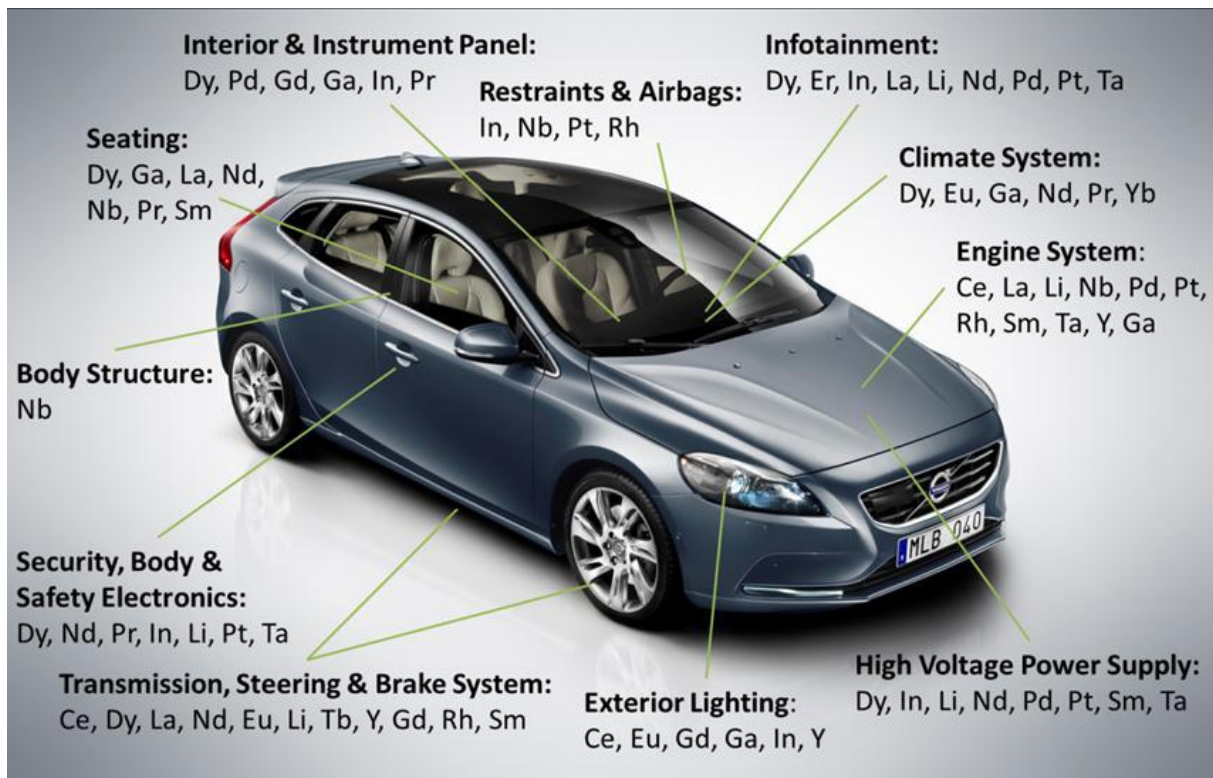 Interior & Instrument Panel:
Dy, Pd, Gd, Ga, In, Pr
Infotainment:
Dy, Er, In, La, Li, Nd, Pd, Pt, Ta
Restraints & Airbags:
In, Nb, Pt, Rh
Seating:
Dy, Ga, La, Nd,
Nb, Pr, Sm
Climate System:
Dy, Eu, Ga, Nd, Pr, Yb
Engine System:
Ce, La, Li, Nb, Pd, Pt,
Rh, Sm, Ta, Y, Ga
Body Structure:
Nb
MLB 040
Security, Body &
Safety Electronics:
Dy, Nd, Pr, In, Li, Pt, Ta
Transmission, Steering & Brake System:
Ce, Dy, La, Nd, Eu, Li, Tb, Y, Gd, Rh, Sm
Exterior Lighting:
Ce, Eu, Gd, Ga, In, Y
High Voltage Power Supply:
Dy, In, Li, Nd, Pd, Pt, Sm, Ta